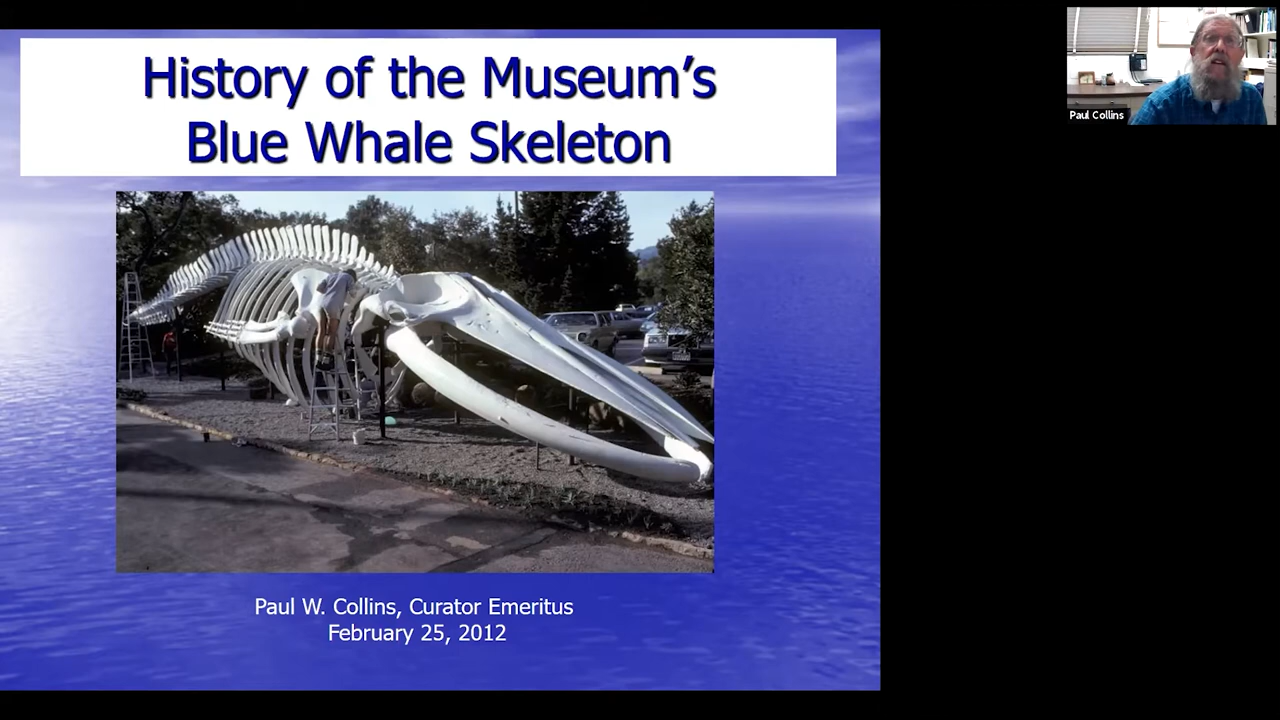 History of the Museum's
Blue Whale Skeleton
Paul Collins
Paul W. Collins, Curator Emeritus
February 25, 2012